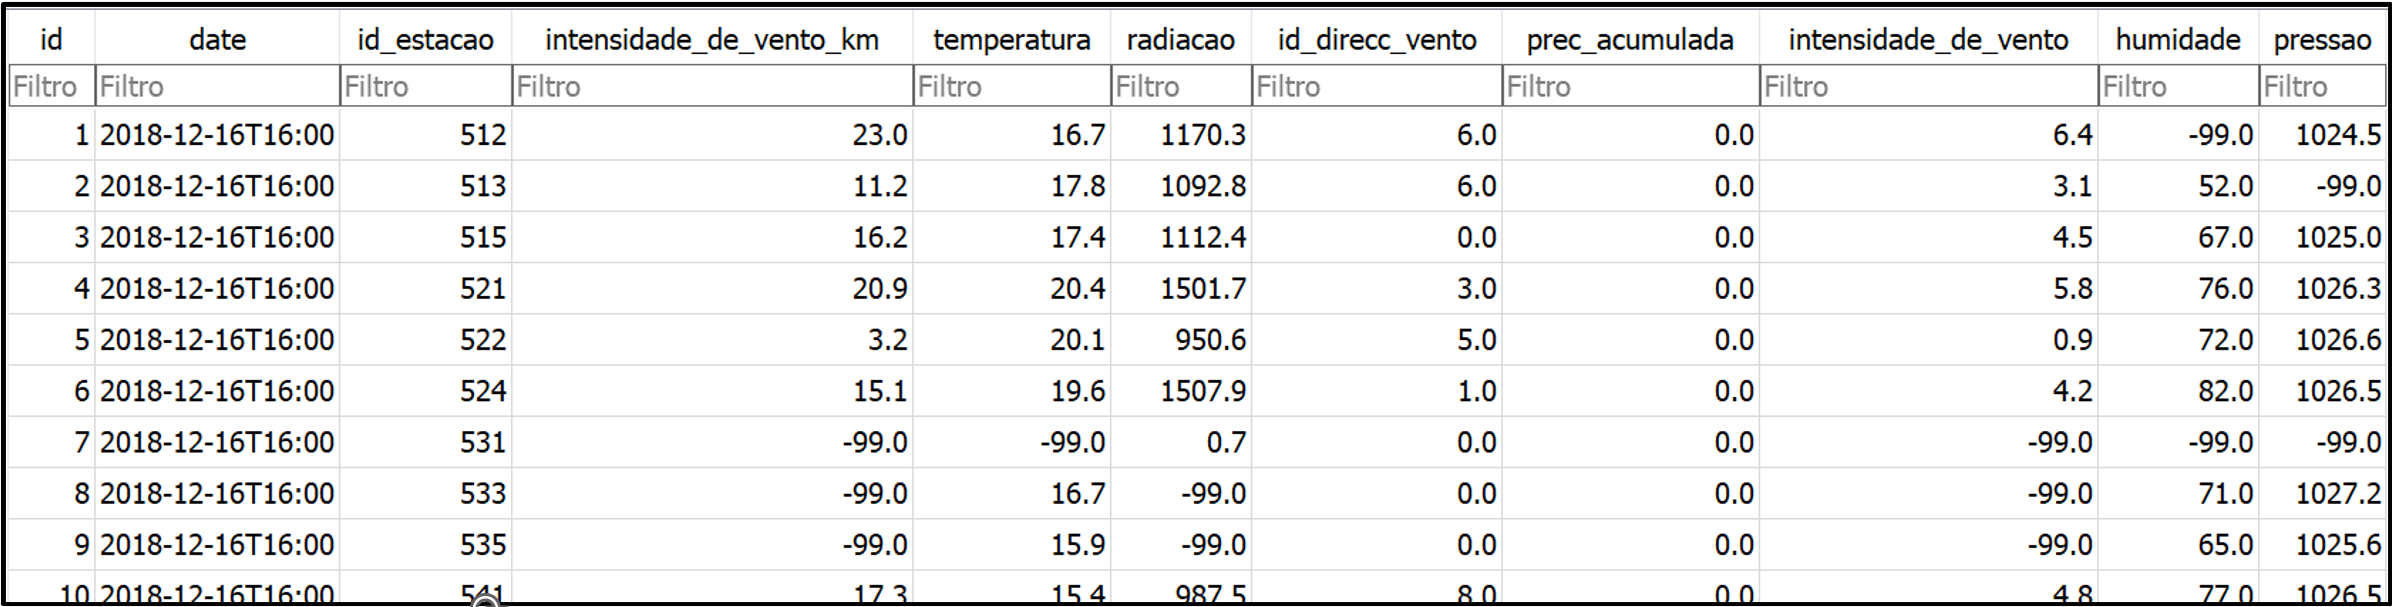 id date id_estacao intensidade_de_vento_km temperatura radiacao id_direcc_vento prec_acumulada intensidade_de_vento humidade pressao
Filtro Filtro Filtro Filtro Filtro Filtro Filtro Filtro Filtro Filtro Filtro
1 2018-12-16T16:00 512 23.0 16.7 1170.3 6.0 0.0 6.4 -99.0 1024.5
2 2018-12-16T16:00 513 11.2 17.8 1092.8 6.0 0.0 3.1 52.0 -99.0
3 2018-12-16T16:00 515 16.2 17.4 1112.4 0.0 0.0 4.5 67.0 1025.0
4 2018-12-16T16:00 521 20.9 20.4 1501.7 3.0 0.0 5.8 76.0 1026.3
5 2018-12-16T16:00 522 3.2 20.1 950.6 5.0 0.0 0.9 72.0 1026.6
6 2018-12-16T16:00 524 15.1 19.6 1507.9 1.0 0.0 4.2 82.0 1026.5
7 2018-12-16T16:00 531 -99.0 -99.0 0.7 0.0 0.0 -99.0 -99.0 -99.0
8 2018-12-16T16:00 533 -99.0 16.7 -99.0 0.0 0.0 -99.0 71.0 1027.2
9 2018-12-16T16:00 535 -99.0 15.9 -99.0 0.0 0.0 -99.0 65.0 1025.6
10 2018-12-16T16:00 541 17.3 15.4 987.5 8.0 0.0 4.8 77.0 1026.5